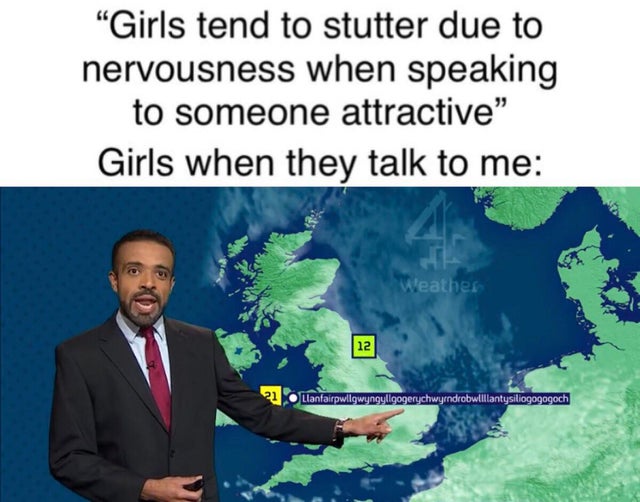 “Girls tend to stutter due to
nervousness when speaking
to someone attractive”
Girls when they talk to me:
4
Weather
12
21
Llanfairpwllgwyngyllgogerychwyrndrobwllllantysiliogogogoch